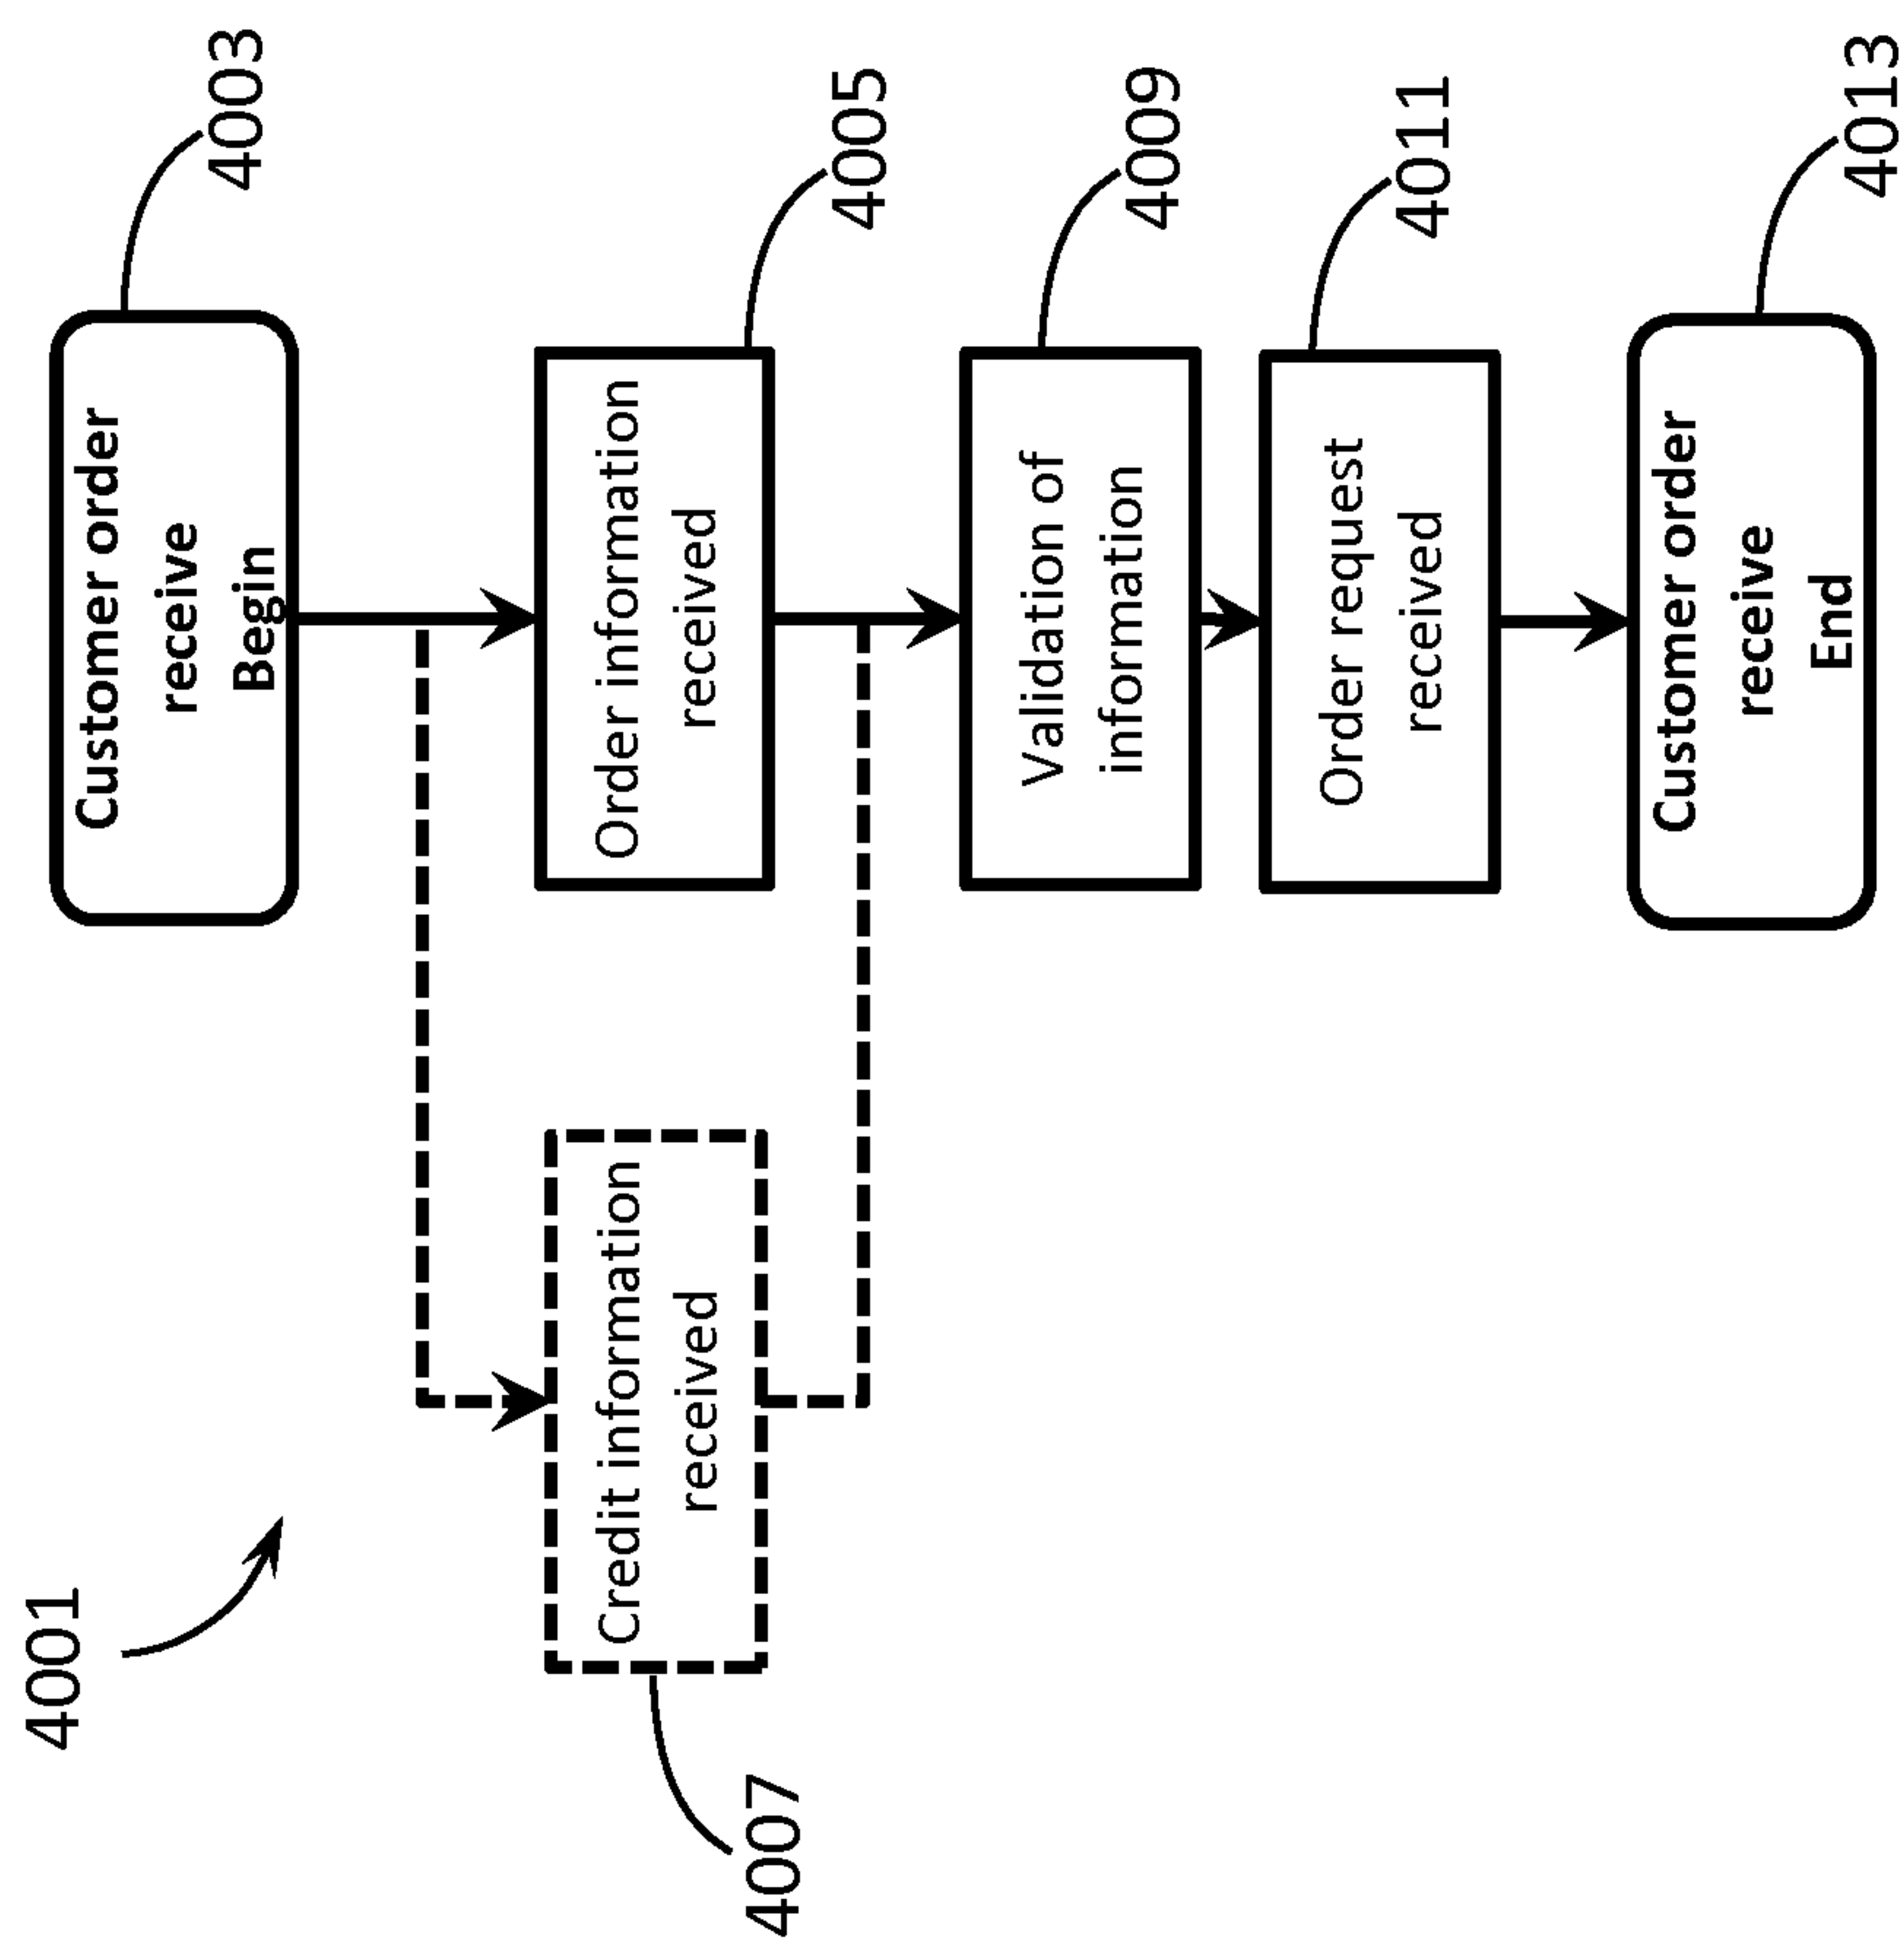 4001
4007
Credit information
received
Customer order
receive
Begin
4003
Order information
received
4005
Validation of
information
4009
Order request
received
4011
Customer order
receive
End
4013